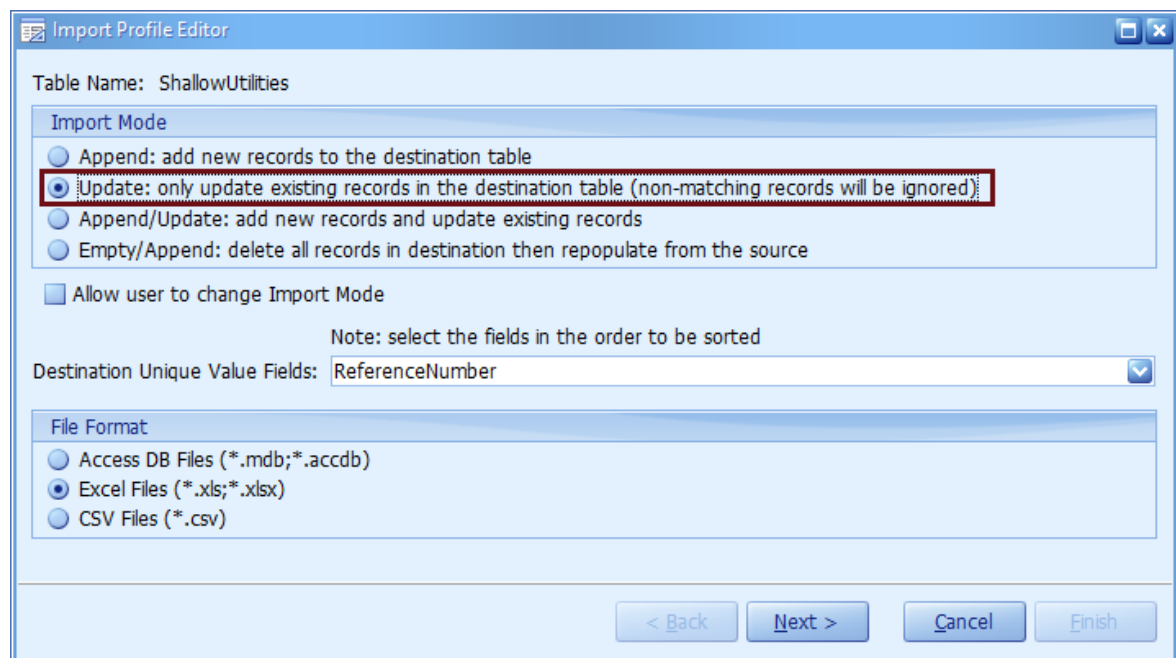 Import Profile Editor
Table Name: ShallowUtilities
Import Mode
Append: add new records to the destination table
Update: only update existing records in the destination table (non-matching records will be ignored)
Append/Update: add new records and update existing records
Empty/Append: delete all records in destination then repopulate from the source
Allow user to change Import Mode
Note: select the fields in the order to be sorted
Destination Unique Value Fields: ReferenceNumber
File Format
Access DB Files (*.mdb;*.accdb)
Excel Files (*.xls;*.xlsx)
CSV Files (*.csv)
< Back Next > Cancel Finish